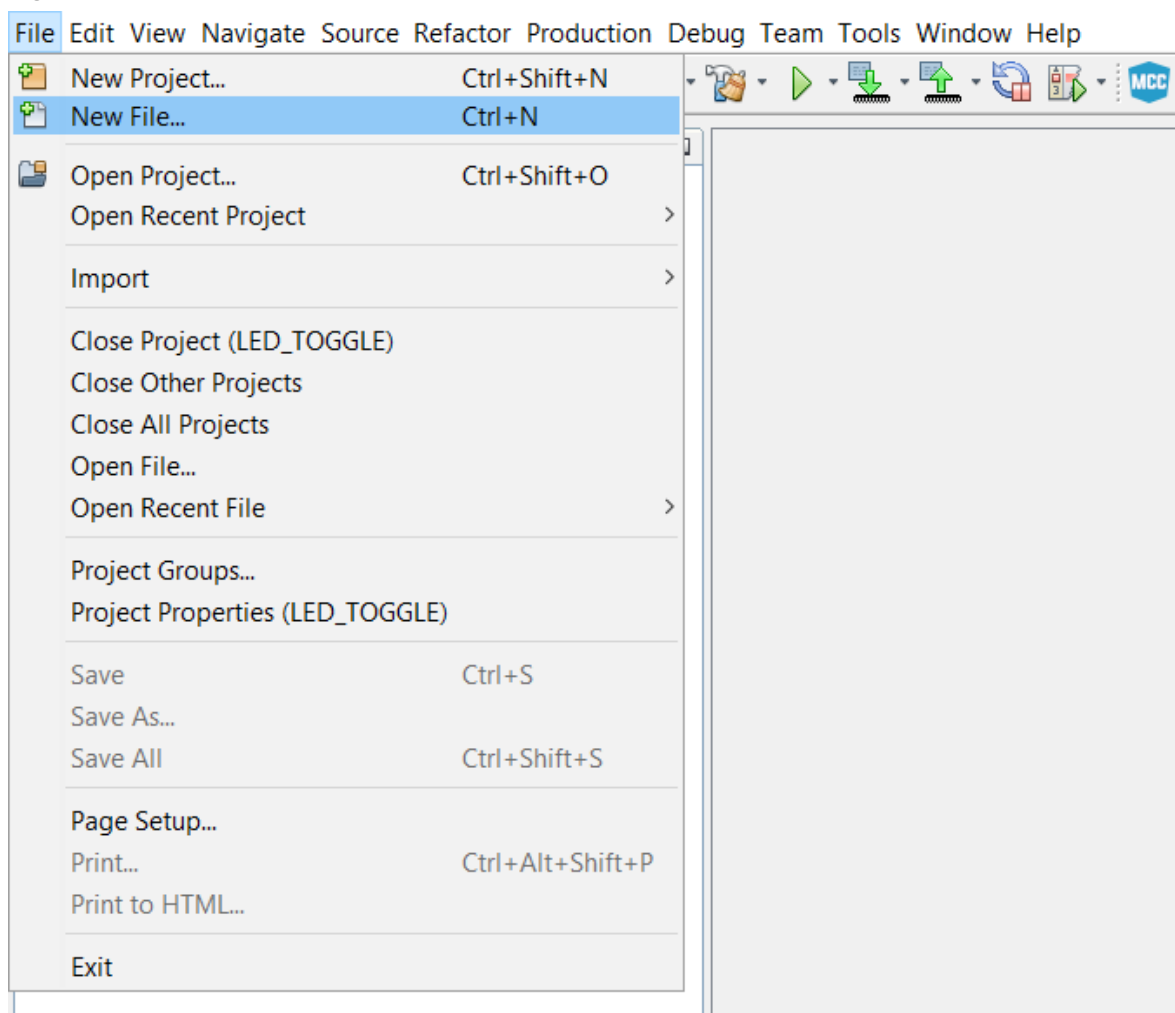 File Edit View Navigate Source Refactor Production Debug Team Tools Window Help
New Project... Ctrl+Shift+N
New File... Ctrl+N
MCC
Open Project... Ctrl+Shift+O
Open Recent Project
Import
Close Project (LED_TOGGLE)
Close Other Projects
Close All Projects
Open File...
Open Recent File
Project Groups...
Project Properties (LED_TOGGLE)
Save Ctrl+S
Save As...
Save All Ctrl+Shift+S
Page Setup...
Print... Ctrl+Alt+Shift+P
Print to HTML...
Exit